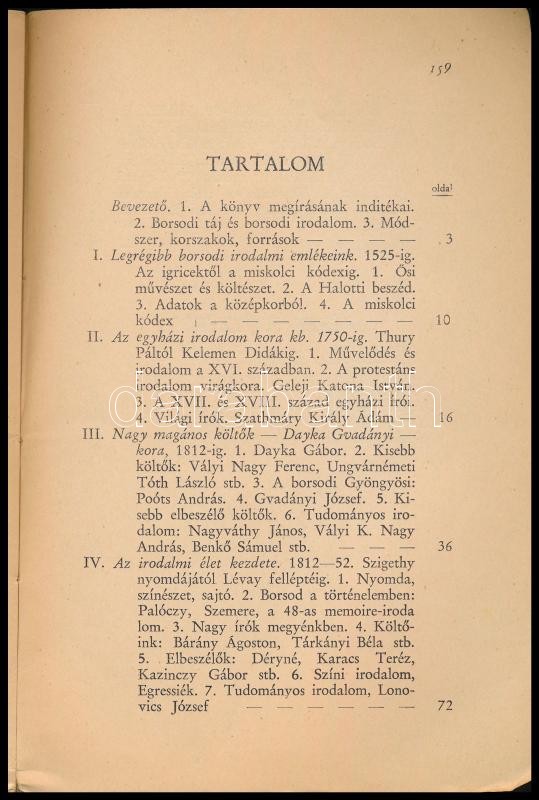 159
TARTALOM
oldal
Bevezető. 1. A könyv megírásának inditékai.
2. Borsodi táj és borsodi irodalom. 3. Mód-
szer, korszakok, források — — — — — 3
I. Legrégibb borsodi irodalmi emlékeink. 1525-ig.
Az igricektől a miskolci kódexig. 1. Ősi
művészet és költészet. 2. A Halotti beszéd.
3. Adatok a középkorból. 4. A miskolci
kódex — — — — — — — — 10
II. Az egyházi irodalom kora kb. 1750-ig. Thury
Páltól Kelemen Didákig. 1. Művelődés és
irodalom a XVI. században. 2. A protestáns
irodalom virágkora. Geleji Katona István.
3. A XVII. és XVIII. század egyházi írói.
4. Világi írók. Szathmáry Király Ádám — 16
III. Nagy magános költők — Dayka Gvadányi —
kora, 1812-ig. 1. Dayka Gábor. 2. Kisebb
költők: Vályi Nagy Ferenc, Ungvárnémeti
Tóth László stb. 3. A borsodi Gyöngyösi:
Poóts András. 4. Gvadányi József. 5. Ki-
sebb elbeszélő költők. 6. Tudományos iro-
dalom: Nagyváthy János, Vályi K. Nagy
András, Benkő Sámuel stb. — — — 36
IV. Az irodalmi élet kezdete. 1812—52. Szigethy
nyomdájától Lévay felléptéig. 1. Nyomda,
színészet, sajtó. 2. Borsod a történelemben:
Palóczy, Szemere, a 48-as memoire-iroda
lom. 3. Nagy írók megyénkben. 4. Költő-
ink: Bárány Ágoston, Tárkányi Béla stb.
5. Elbeszélők: Déryné, Karacs Teréz,
Kazinczy Gábor stb. 6. Színi irodalom,
Egressiék. 7. Tudományos irodalom, Lono-
vics József — — — — — — — 72
darabanth